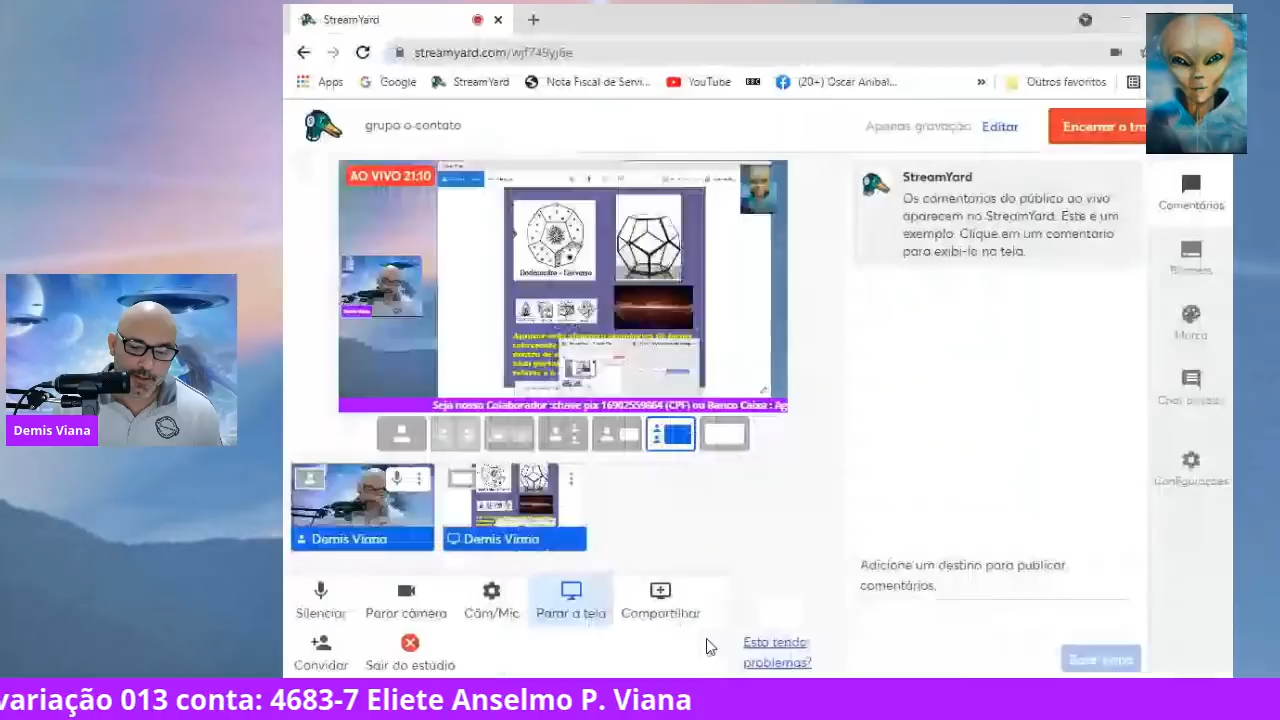 StreamYard
streamyard.com/wjf749yj6e
Apps Google StreamYard Nota Fiscal de Servi... YouTube BBC (20+) Oscar Anibal... » Outros favoritos
grupo o contato
Apenas gravação Editar Encerrar a tra
AO VIVO 21:10
Dodecaedro - Universo
Seja nosso Colaborador :chave pix 16902559864 (CPF) ou Banco Caixa : Ag
StreamYard
Os comentários do público ao vivo
aparecem no StreamYard. Este é um
exemplo. Clique em um comentário
para exibi-lo na tela.
Comentários
Banners
Marca
Chat privado
Configurações
Demis Viana
Demis Viana
Demis Viana
Adicione um destino para publicar
comentários.
Silenciar Parar câmera Câm/Mic Parar a tela Compartilhar
Convidar Sair do estúdio
Está tendo
problemas?
variação 013 conta: 4683-7 Eliete Anselmo P. Viana